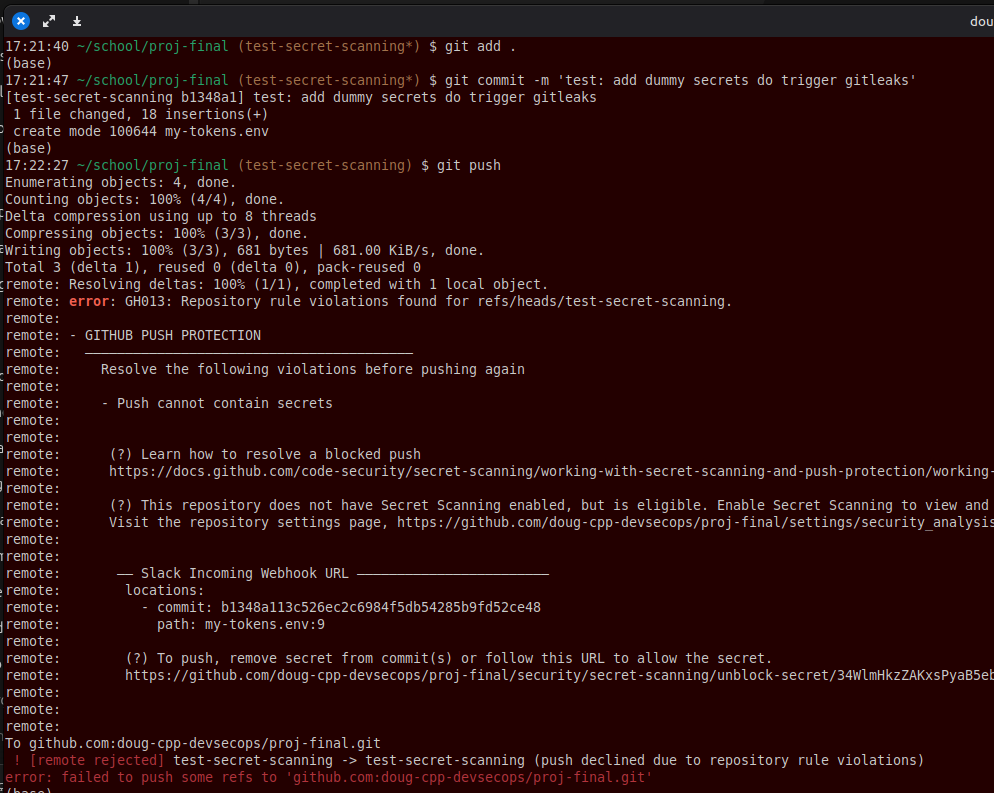 dou
17:21:40 ~/school/proj-final (test-secret-scanning*) $ git add .
(base)
17:21:47 ~/school/proj-final (test-secret-scanning*) $ git commit -m 'test: add dummy secrets do trigger gitleaks'
[test-secret-scanning b1348a1] test: add dummy secrets do trigger gitleaks
 1 file changed, 18 insertions(+)
 create mode 100644 my-tokens.env
(base)
17:22:27 ~/school/proj-final (test-secret-scanning) $ git push
Enumerating objects: 4, done.
Counting objects: 100% (4/4), done.
Delta compression using up to 8 threads
Compressing objects: 100% (3/3), done.
Writing objects: 100% (3/3), 681 bytes | 681.00 KiB/s, done.
Total 3 (delta 1), reused 0 (delta 0), pack-reused 0
remote: Resolving deltas: 100% (1/1), completed with 1 local object.
remote: error: GH013: Repository rule violations found for refs/heads/test-secret-scanning.
remote:
remote: - GITHUB PUSH PROTECTION
remote:   —————————————————————————————————————————
remote:     Resolve the following violations before pushing again
remote:
remote:     - Push cannot contain secrets
remote:
remote:
remote:      (?) Learn how to resolve a blocked push
remote:      https://docs.github.com/code-security/secret-scanning/working-with-secret-scanning-and-push-protection/working-
remote:
remote:      (?) This repository does not have Secret Scanning enabled, but is eligible. Enable Secret Scanning to view and
remote:      Visit the repository settings page, https://github.com/doug-cpp-devsecops/proj-final/settings/security_analysis
remote:
remote:
remote:       —— Slack Incoming Webhook URL ————————————————————————
remote:        locations:
remote:          - commit: b1348a113c526ec2c6984f5db54285b9fd52ce48
remote:            path: my-tokens.env:9
remote:
remote:        (?) To push, remove secret from commit(s) or follow this URL to allow the secret.
remote:        https://github.com/doug-cpp-devsecops/proj-final/security/secret-scanning/unblock-secret/34WlmHkzZAKxsPyaB5eb
remote:
remote:
remote:
To github.com:doug-cpp-devsecops/proj-final.git
 ! [remote rejected] test-secret-scanning -> test-secret-scanning (push declined due to repository rule violations)
error: failed to push some refs to 'github.com:doug-cpp-devsecops/proj-final.git'
(base)